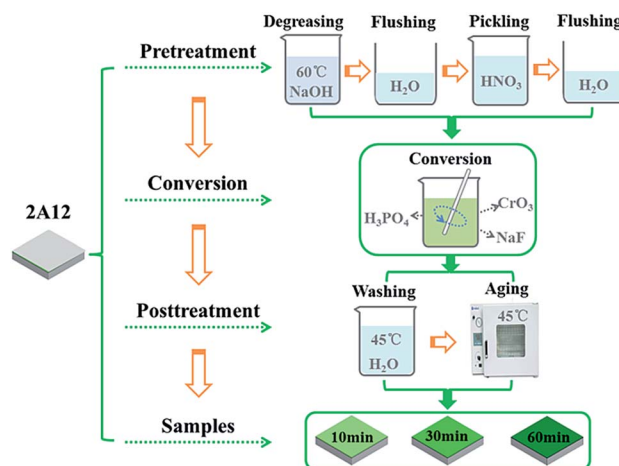 Degreasing
Flushing
Pickling
Flushing
Pretreatment
60℃
NaOH
H₂O
HNO₃
H₂O
Conversion
Conversion
2A12
H₃PO₄
CrO₃
NaF
Washing
Aging
Posttreatment
45℃
H₂O
45℃
Samples
10min
30min
60min